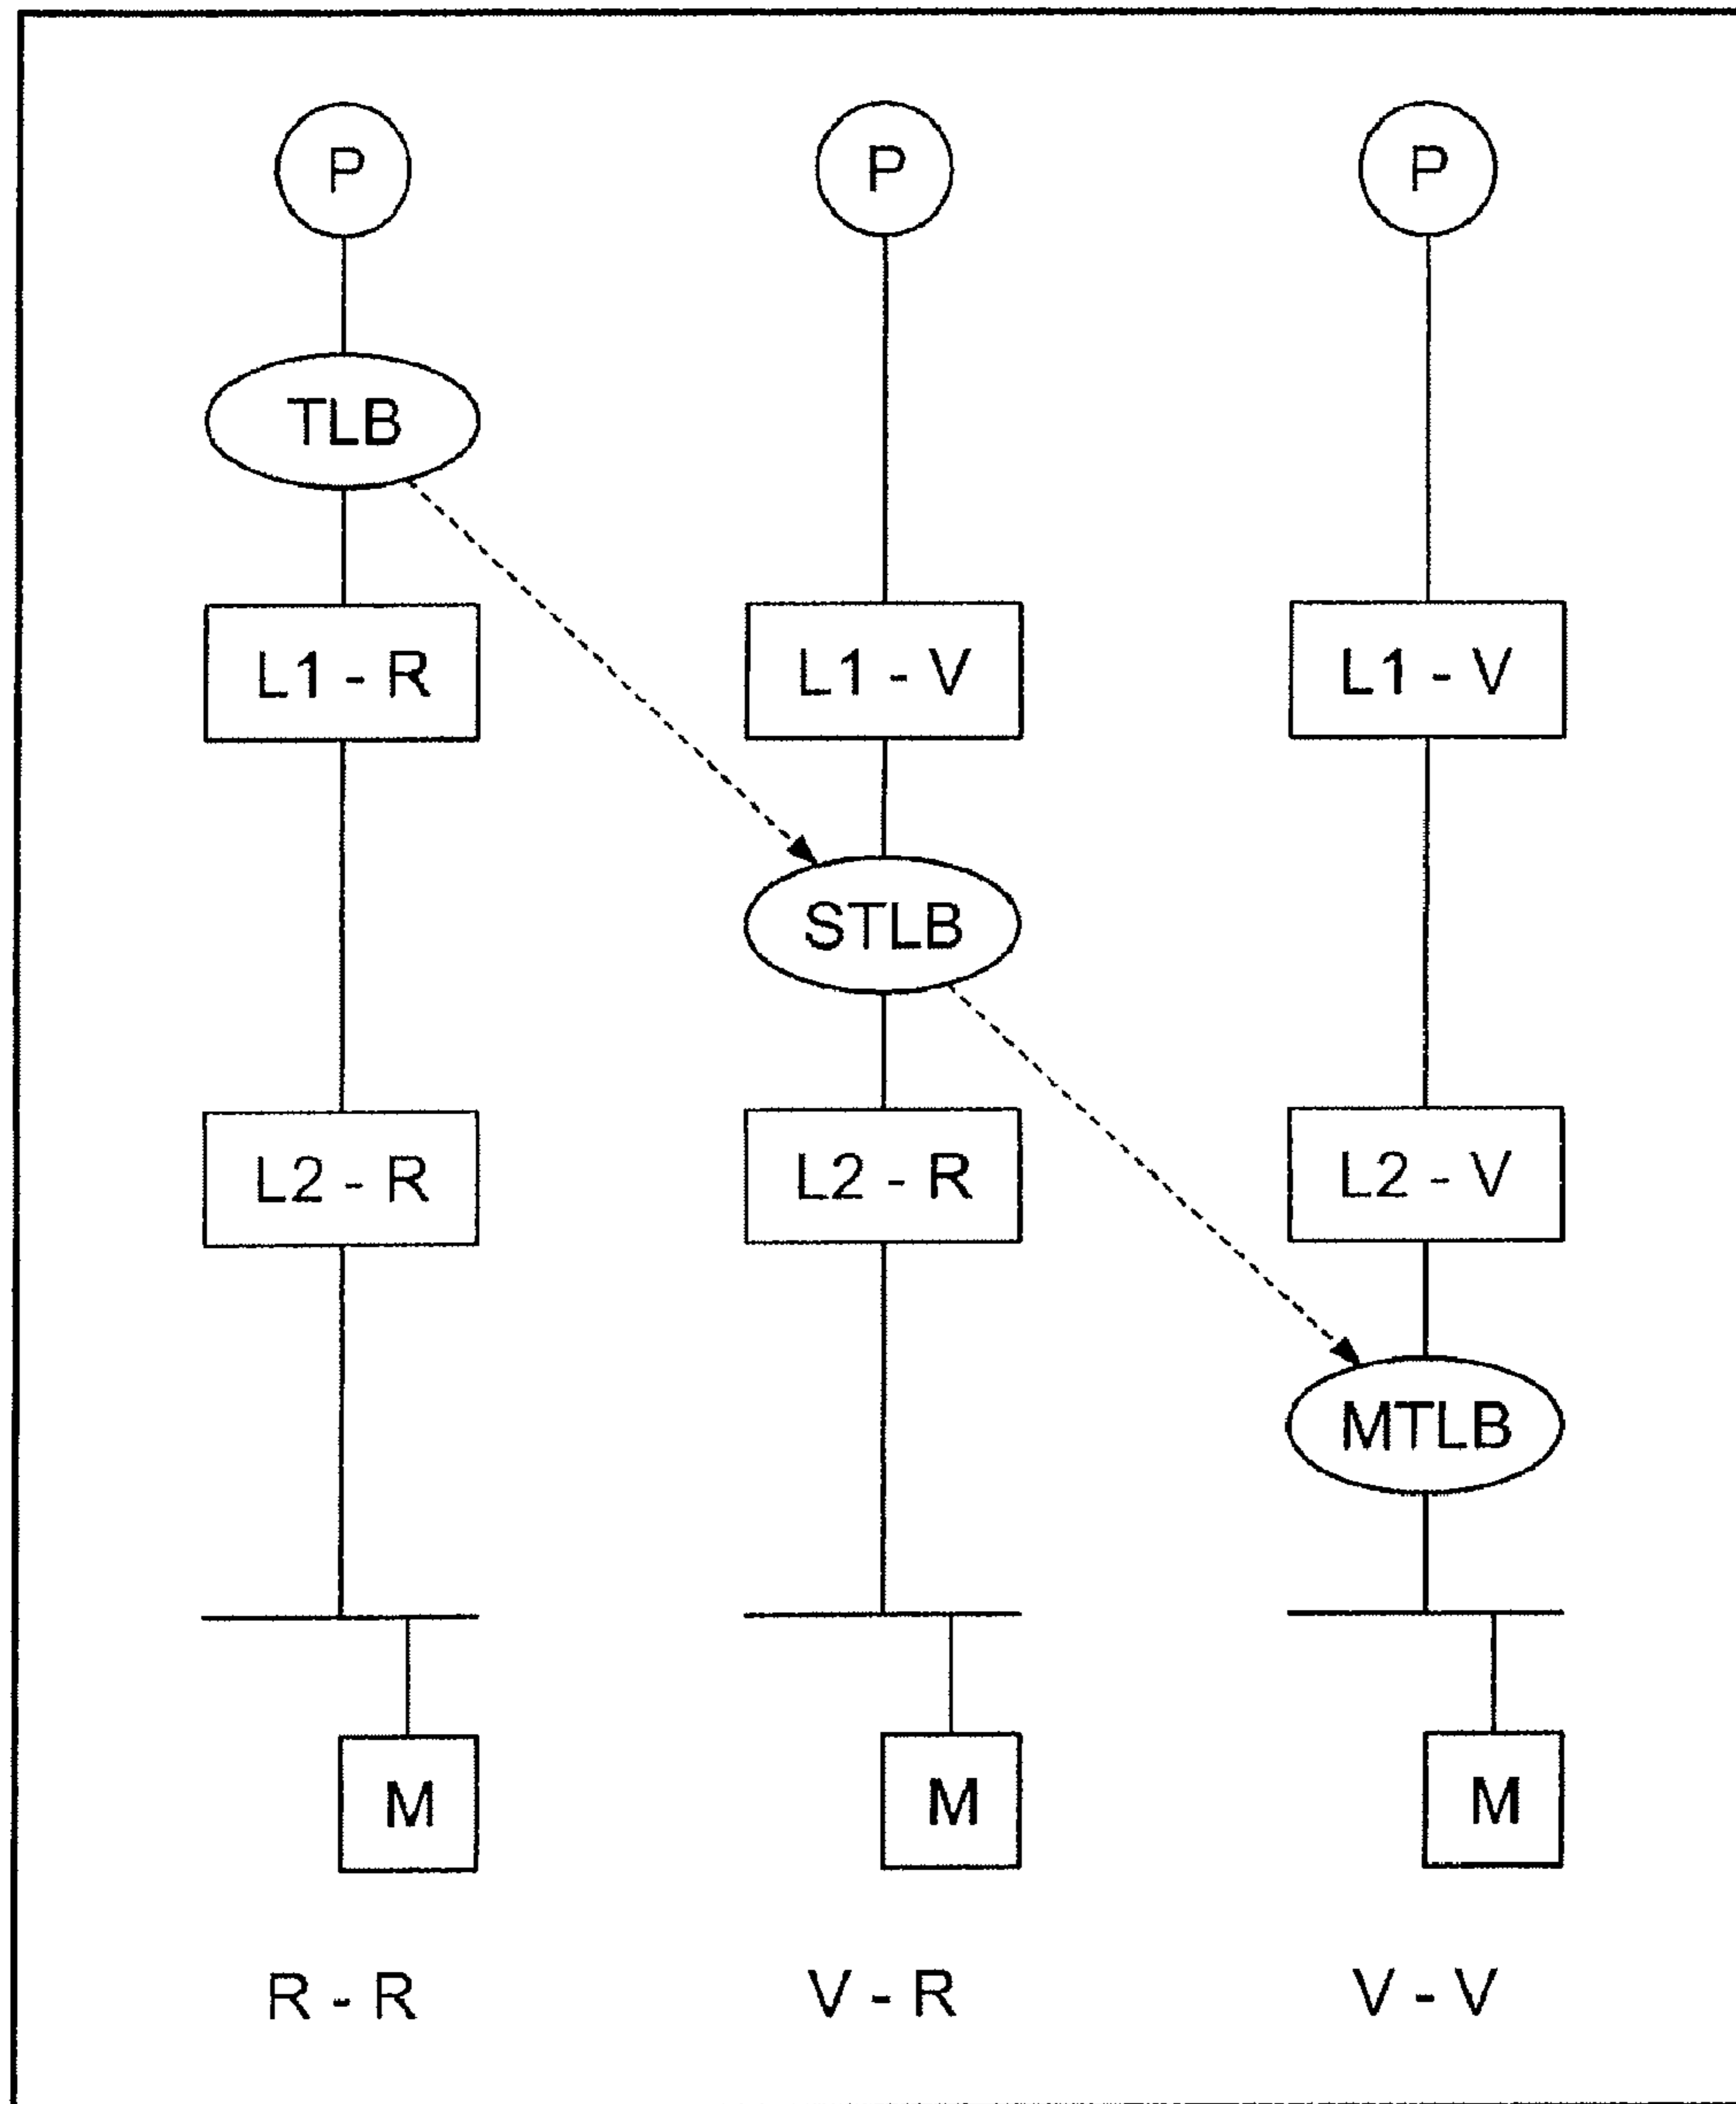 P P P
TLB
L1 - R L1 - V L1 - V
STLB
L2 - R L2 - R L2 - V
MTLB
M M M
R - R V - R V - V